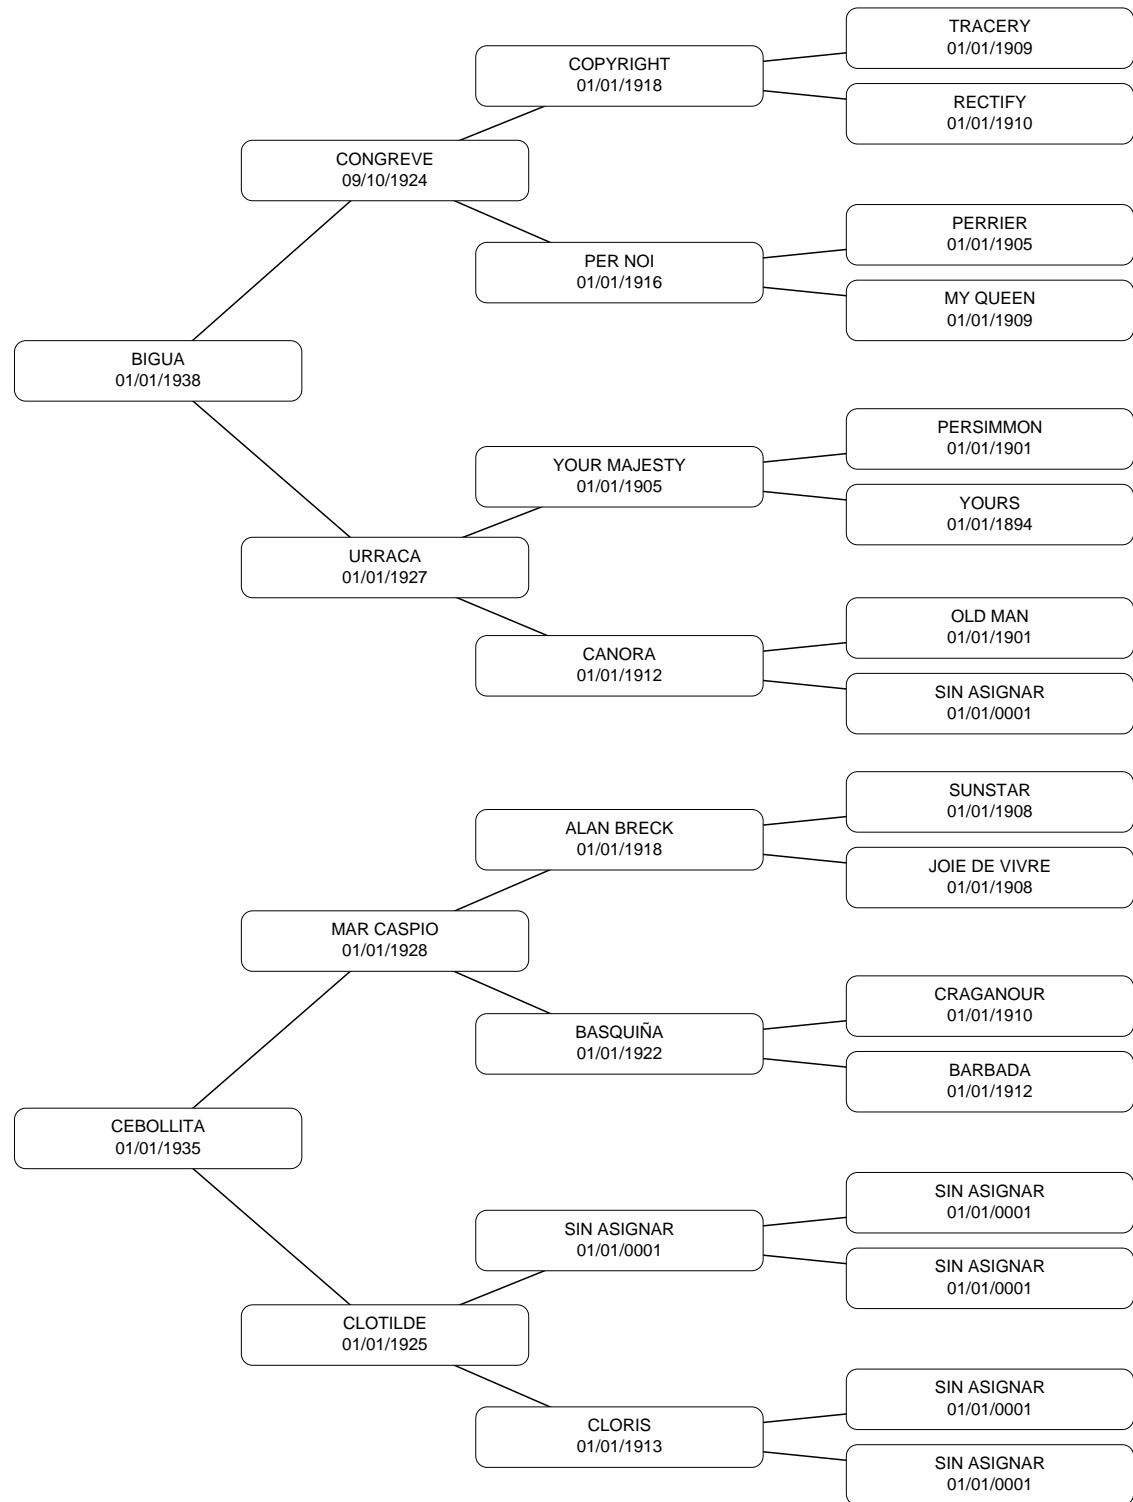 TRACERY
01/01/1909
COPYRIGHT
01/01/1918
RECTIFY
01/01/1910
CONGREVE
09/10/1924
PERRIER
01/01/1905
PER NOI
01/01/1916
MY QUEEN
01/01/1909
BIGUA
01/01/1938
PERSIMMON
01/01/1901
YOUR MAJESTY
01/01/1905
YOURS
01/01/1894
URRACA
01/01/1927
OLD MAN
01/01/1901
CANORA
01/01/1912
SIN ASIGNAR
01/01/0001
SUNSTAR
01/01/1908
ALAN BRECK
01/01/1918
JOIE DE VIVRE
01/01/1908
MAR CASPIO
01/01/1928
CRAGANOUR
01/01/1910
BASQUIÑA
01/01/1922
BARBADA
01/01/1912
CEBOLLITA
01/01/1935
SIN ASIGNAR
01/01/0001
SIN ASIGNAR
01/01/0001
SIN ASIGNAR
01/01/0001
CLOTILDE
01/01/1925
SIN ASIGNAR
01/01/0001
CLORIS
01/01/1913
SIN ASIGNAR
01/01/0001